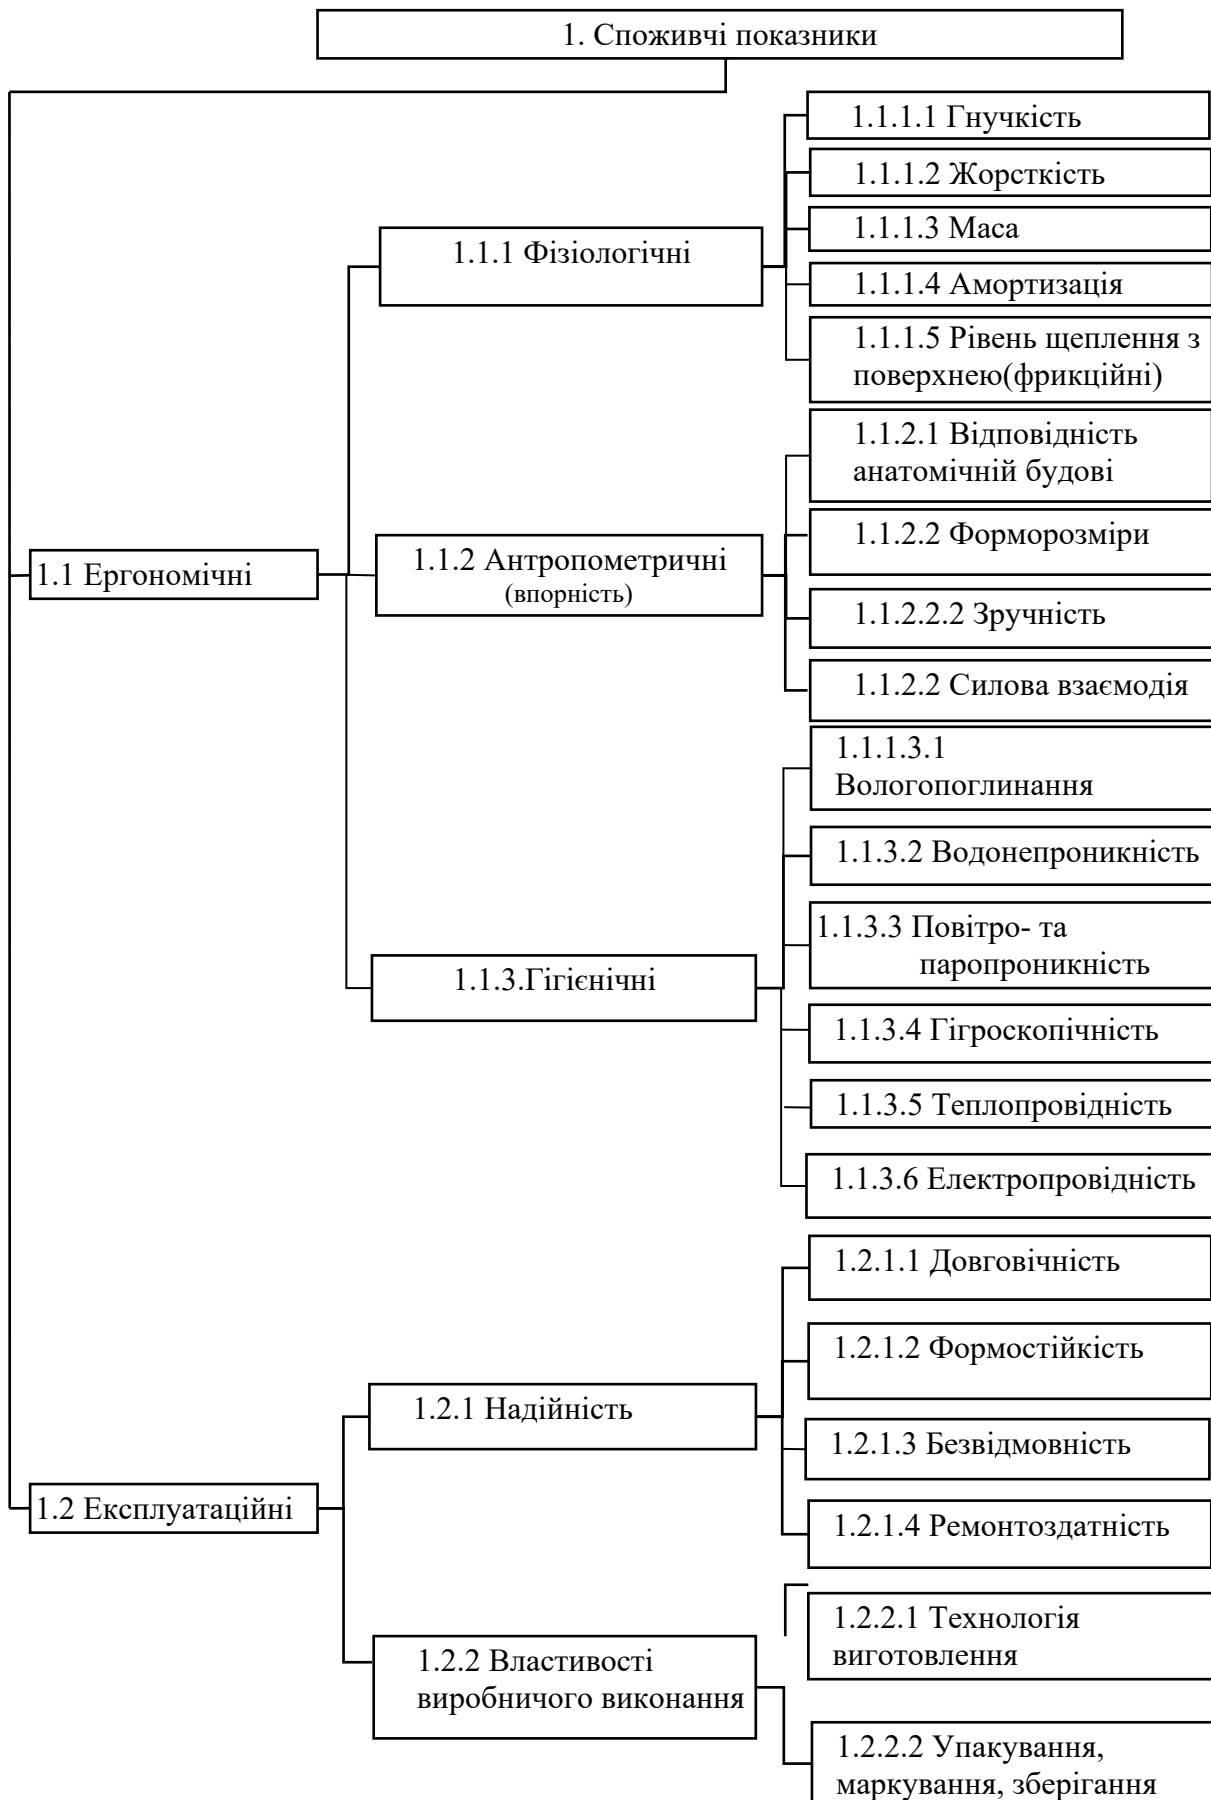 1. Споживчі показники
1.1.1.1 Гнучкість
1.1.1.2 Жорсткість
1.1.1 Фізіологічні
1.1.1.3 Маса
1.1.1.4 Амортизація
1.1.1.5 Рівень щеплення з
поверхнею(фрикційні)
1.1.2.1 Відповідність
анатомічній будові
1.1 Ергономічні
1.1.2 Антропометричні
(впорність)
1.1.2.2 Форморозміри
1.1.2.2.2 Зручність
1.1.2.2 Силова взаємодія
1.1.1.3.1
Вологопоглинання
1.1.3.2 Водонепроникність
1.1.3.3 Повітро- та
паропроникність
1.1.3.Гігієнічні
1.1.3.4 Гігроскопічність
1.1.3.5 Теплопровідність
1.1.3.6 Електропровідність
1.2.1.1 Довговічність
1.2.1.2 Формостійкість
1.2.1 Надійність
1.2.1.3 Безвідмовність
1.2 Експлуатаційні
1.2.1.4 Ремонтоздатність
1.2.2.1 Технологія
виготовлення
1.2.2 Властивості
виробничого виконання
1.2.2.2 Упакування,
маркування, зберігання